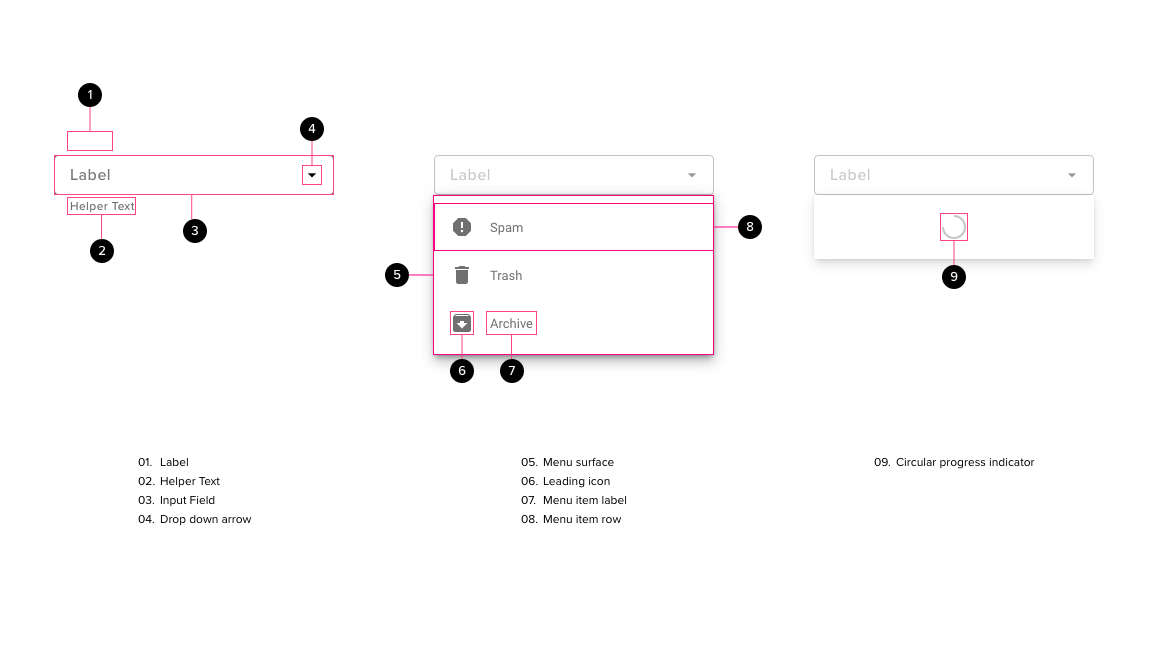 1
4
Label
Helper Text
3
2
Label
Spam
8
5
Trash
Archive
6
7
Label
9
01. Label
02. Helper Text
03. Input Field
04. Drop down arrow
05. Menu surface
06. Leading icon
07. Menu item label
08. Menu item row
09. Circular progress indicator